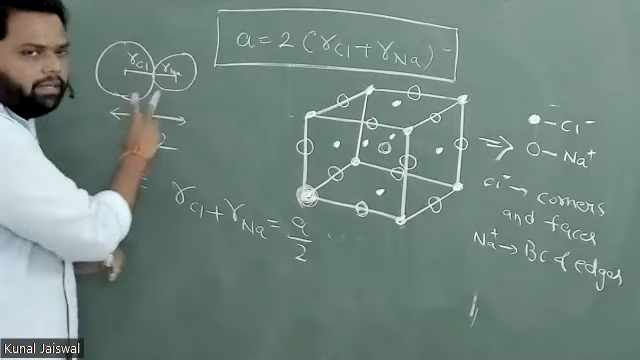 a = 2 (rCl + rNa)
rCl rNa
2
=> ● – Cl⁻
○ – Na⁺
Cl⁻ → corners
and faces
Na⁺ → BC & edges
=
rCl + rNa = a/2 ..
Kunal Jaiswal